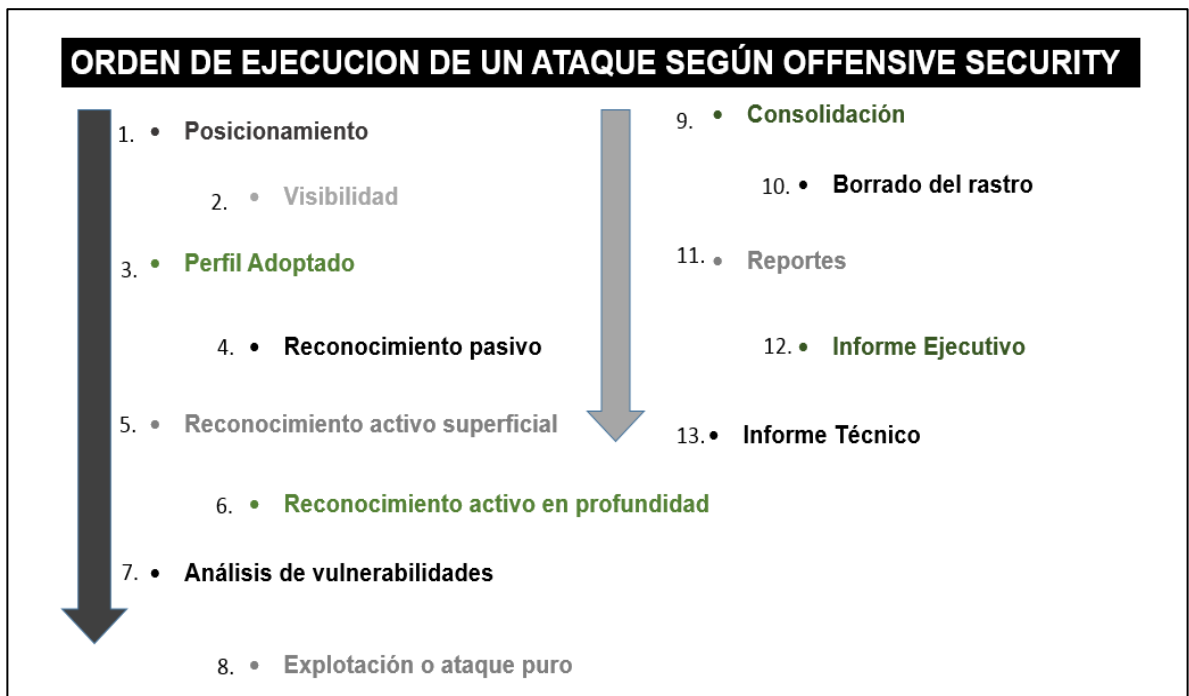 ORDEN DE EJECUCION DE UN ATAQUE SEGÚN OFFENSIVE SECURITY
1. • Posicionamiento
2. • Visibilidad
3. • Perfil Adoptado
4. • Reconocimiento pasivo
5. • Reconocimiento activo superficial
6. • Reconocimiento activo en profundidad
7. • Análisis de vulnerabilidades
8. • Explotación o ataque puro
9. • Consolidación
10. • Borrado del rastro
11. • Reportes
12. • Informe Ejecutivo
13. • Informe Técnico